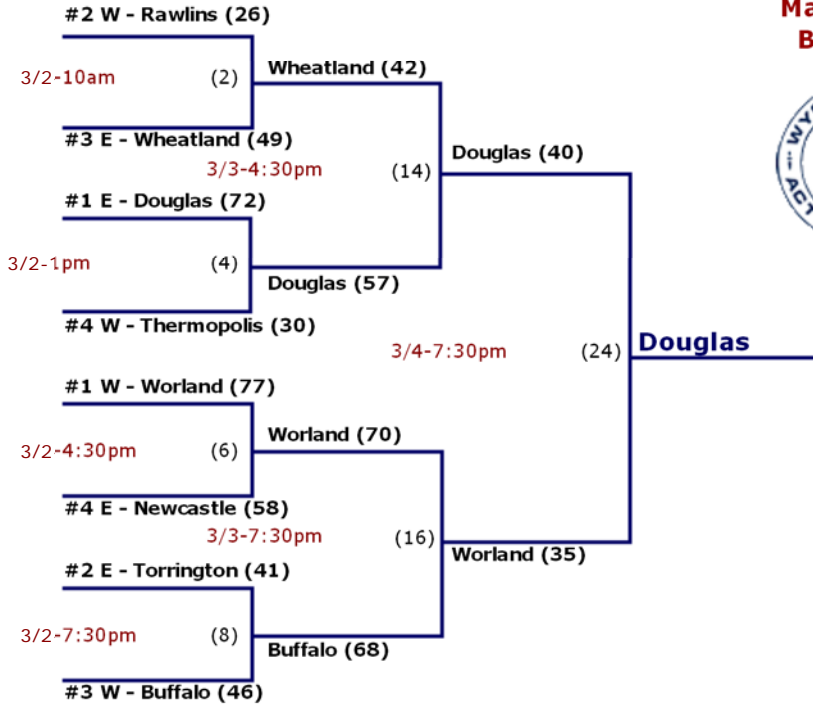 #2 W - Rawlins (26)
3/2-10am
(2)
Wheatland (42)
#3 E - Wheatland (49)
3/3-4:30pm
(14)
Douglas (40)
#1 E - Douglas (72)
3/2-1pm
(4)
Douglas (57)
#4 W - Thermopolis (30)
3/4-7:30pm
(24)
Douglas
#1 W - Worland (77)
3/2-4:30pm
(6)
Worland (70)
#4 E - Newcastle (58)
3/3-7:30pm
(16)
Worland (35)
#2 E - Torrington (41)
3/2-7:30pm
(8)
Buffalo (68)
#3 W - Buffalo (46)
Ma
B
WY
ACT